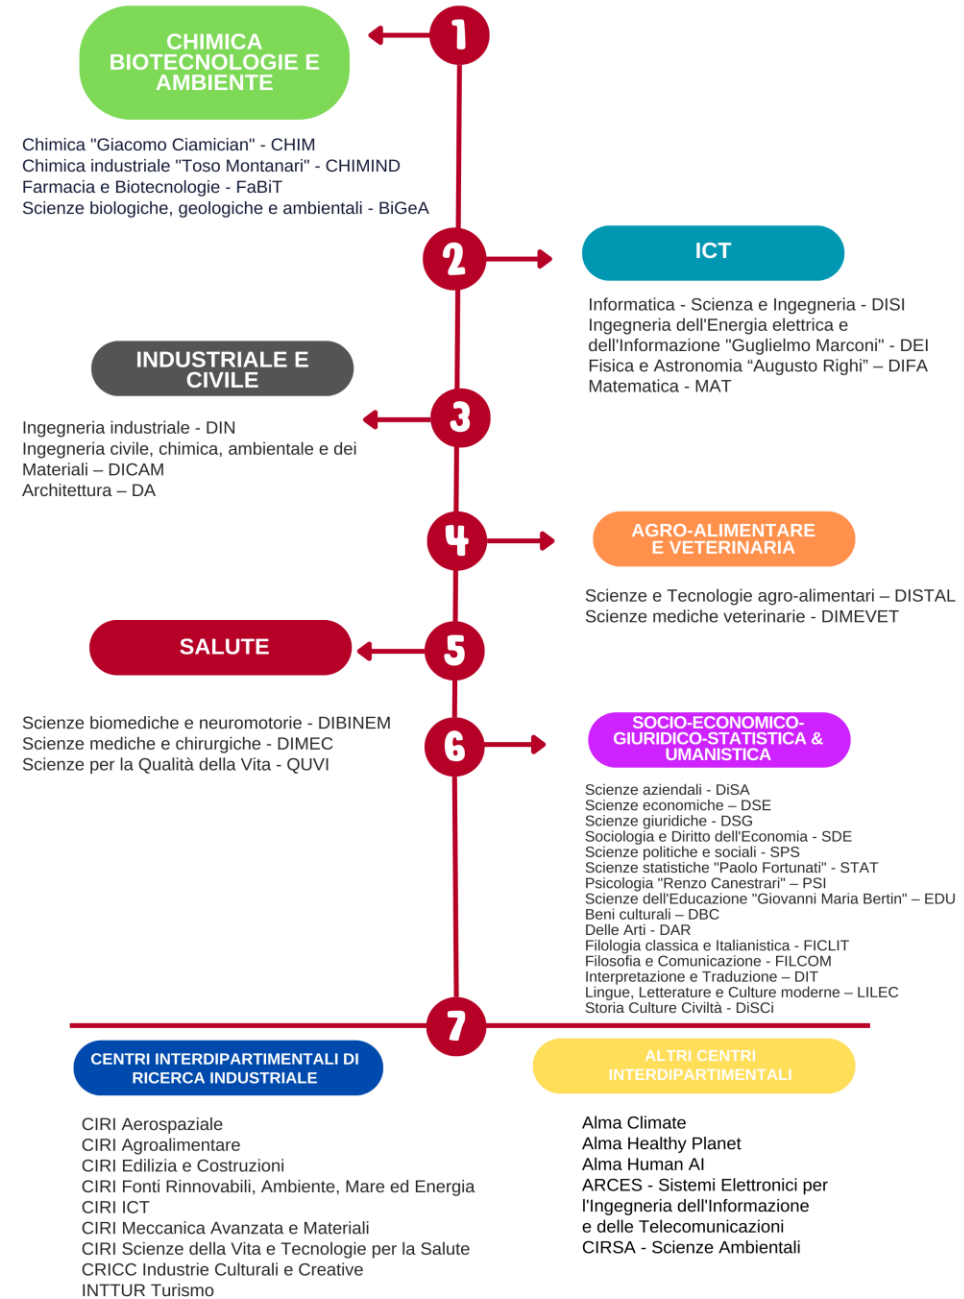 1
CHIMICA
BIOTECNOLOGIE E
AMBIENTE
Chimica "Giacomo Ciamician" - CHIM
Chimica industriale "Toso Montanari" - CHIMIND
Farmacia e Biotecnologie - FaBiT
Scienze biologiche, geologiche e ambientali - BiGeA
2
ICT
Informatica - Scienza e Ingegneria - DISI
Ingegneria dell'Energia elettrica e
dell'Informazione "Guglielmo Marconi" - DEI
Fisica e Astronomia “Augusto Righi” – DIFA
Matematica - MAT
INDUSTRIALE E
CIVILE
3
Ingegneria industriale - DIN
Ingegneria civile, chimica, ambientale e dei
Materiali – DICAM
Architettura – DA
4
AGRO-ALIMENTARE
E VETERINARIA
Scienze e Tecnologie agro-alimentari – DISTAL
Scienze mediche veterinarie - DIMEVET
SALUTE
5
Scienze biomediche e neuromotorie - DIBINEM
Scienze mediche e chirurgiche - DIMEC
Scienze per la Qualità della Vita - QUVI
6
SOCIO-ECONOMICO-
GIURIDICO-STATISTICA &
UMANISTICA
Scienze aziendali - DiSA
Scienze economiche – DSE
Scienze giuridiche - DSG
Sociologia e Diritto dell'Economia - SDE
Scienze politiche e sociali - SPS
Scienze statistiche "Paolo Fortunati" - STAT
Psicologia "Renzo Canestrari" – PSI
Scienze dell'Educazione "Giovanni Maria Bertin" – EDU
Beni culturali – DBC
Delle Arti - DAR
Filologia classica e Italianistica - FICLIT
Filosofia e Comunicazione - FILCOM
Interpretazione e Traduzione – DIT
Lingue, Letterature e Culture moderne – LILEC
Storia Culture Civiltà - DiSCi
7
CENTRI INTERDIPARTIMENTALI DI
RICERCA INDUSTRIALE
CIRI Aerospaziale
CIRI Agroalimentare
CIRI Edilizia e Costruzioni
CIRI Fonti Rinnovabili, Ambiente, Mare ed Energia
CIRI ICT
CIRI Meccanica Avanzata e Materiali
CIRI Scienze della Vita e Tecnologie per la Salute
CRICC Industrie Culturali e Creative
INTTUR Turismo
ALTRI CENTRI
INTERDIPARTIMENTALI
Alma Climate
Alma Healthy Planet
Alma Human AI
ARCES - Sistemi Elettronici per
l'Ingegneria dell'Informazione
e delle Telecomunicazioni
CIRSA - Scienze Ambientali